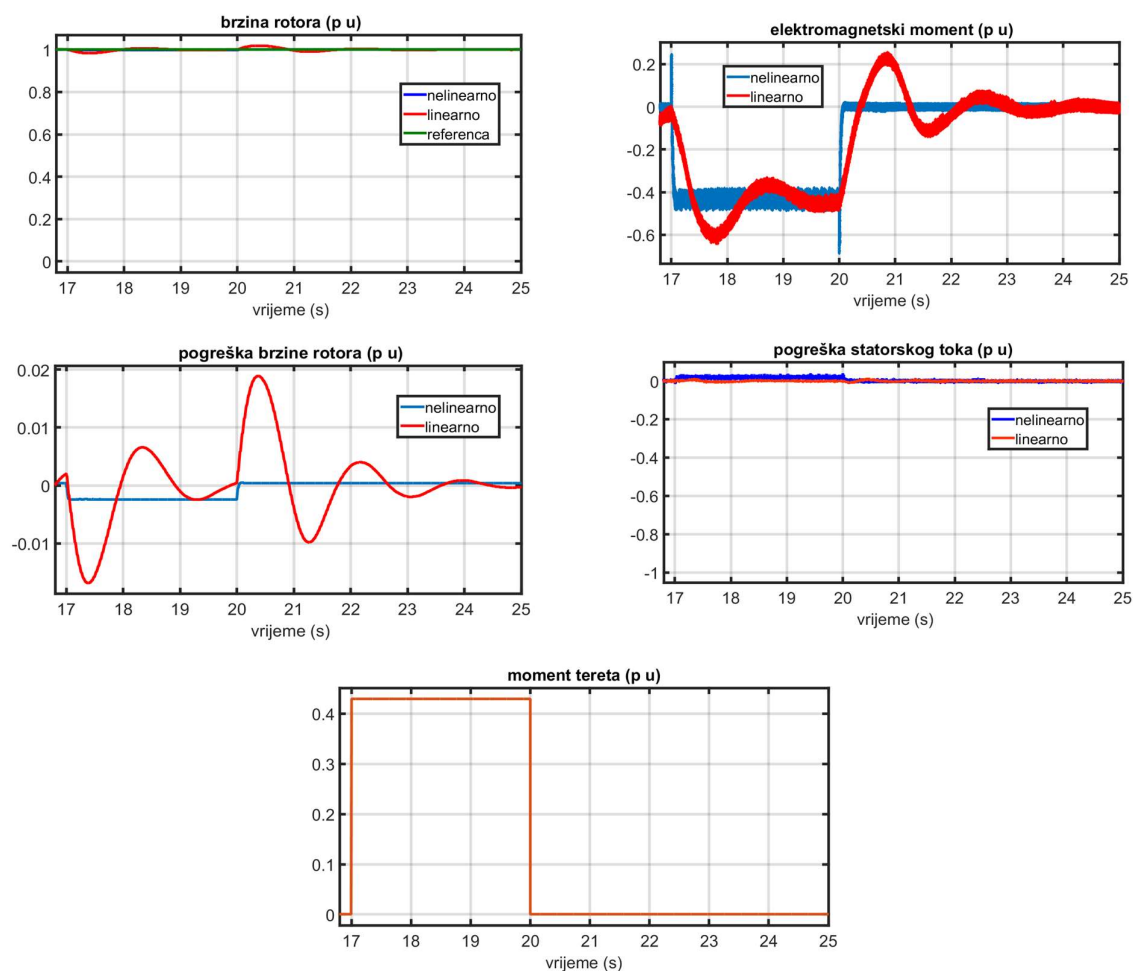 brzina rotora (p u)
1
0.8
0.6
0.4
0.2
0
nelinearno
linearno
referenca
17 18 19 20 21 22 23 24 25
vrijeme (s)
elektromagnetski moment (p u)
0.2
0
-0.2
-0.4
-0.6
nelinearno
linearno
17 18 19 20 21 22 23 24 25
vrijeme (s)
pogreška brzine rotora (p u)
0.02
0.01
0
-0.01
nelinearno
linearno
17 18 19 20 21 22 23 24 25
vrijeme (s)
pogreška statorskog toka (p u)
0
-0.2
-0.4
-0.6
-0.8
-1
nelinearno
linearno
17 18 19 20 21 22 23 24 25
vrijeme (s)
moment tereta (p u)
0.4
0.3
0.2
0.1
0
17 18 19 20 21 22 23 24 25
vrijeme (s)